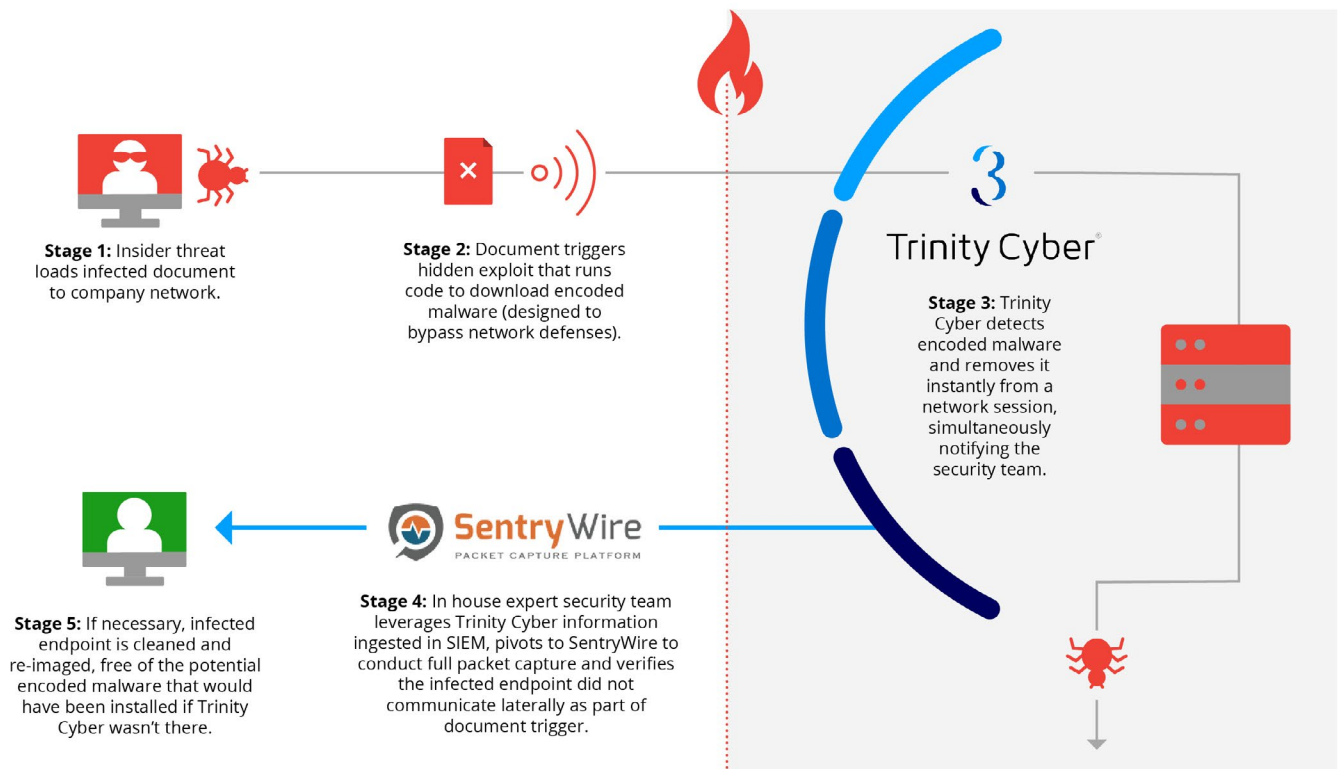 Stage 1: Insider threat
loads infected document
to company network.
Stage 2: Document triggers
hidden exploit that runs
code to download encoded
malware (designed to
bypass network defenses).
3
Trinity Cyber®
Stage 3: Trinity
Cyber detects
encoded malware
and removes it
instantly from a
network session,
simultaneously
notifying the
security team.
SentryWire
PACKET CAPTURE PLATFORM
Stage 4: In house expert security team
leverages Trinity Cyber information
ingested in SIEM, pivots to SentryWire to
conduct full packet capture and verifies
the infected endpoint did not
communicate laterally as part of
document trigger.
Stage 5: If necessary, infected
endpoint is cleaned and
re-imaged, free of the potential
encoded malware that would
have been installed if Trinity
Cyber wasn’t there.